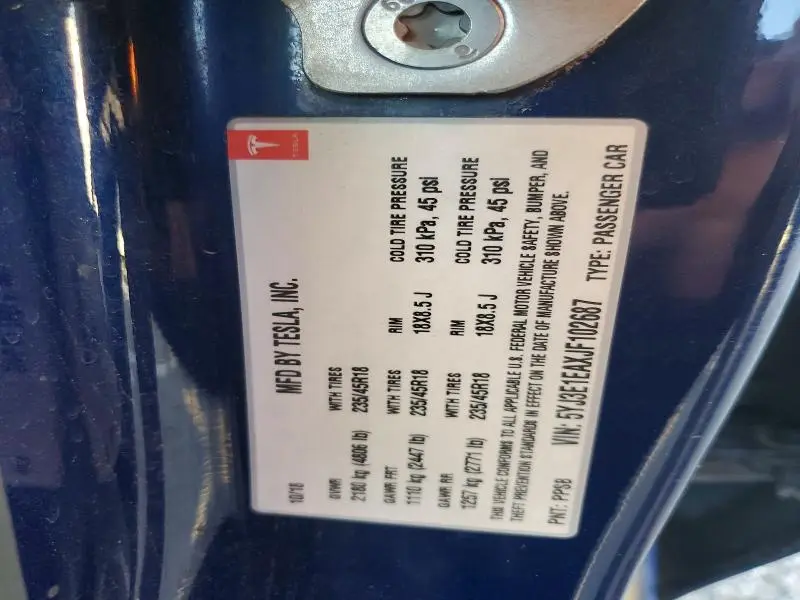 TESLA
MFD BY TESLA, INC.
10/18
GVWR WITH TIRES RIM COLD TIRE PRESSURE
2180 kg (4806 lb) 235/45R18
GAWR FRT WITH TIRES RIM COLD TIRE PRESSURE
1110 kg (2447 lb) 235/45R18 18X8.5 J 310 kPa, 45 psi
GAWR RR WITH TIRES RIM COLD TIRE PRESSURE
1257 kg (2771 lb) 235/45R18 18X8.5 J 310 kPa, 45 psi
THIS VEHICLE CONFORMS TO ALL APPLICABLE U.S. FEDERAL MOTOR VEHICLE SAFETY, BUMPER, AND
THEFT PREVENTION STANDARDS IN EFFECT ON THE DATE OF MANUFACTURE SHOWN ABOVE.
PNT: PPSB VIN: 5YJ3E1EAXJF102687 TYPE: PASSENGER CAR